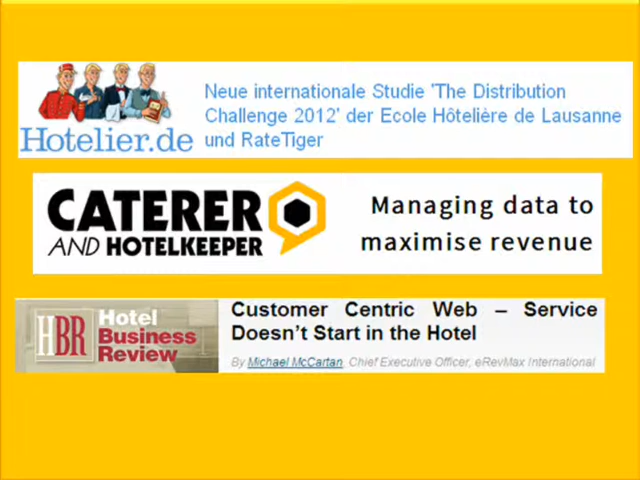 Hotelier.de
Neue internationale Studie 'The Distribution
Challenge 2012' der Ecole Hôtelière de Lausanne
und RateTiger
CATERER
AND HOTELKEEPER
Managing data to
maximise revenue
HBR
Hotel
Business
Review
Customer Centric Web – Service
Doesn't Start in the Hotel
By Michael McCartan, Chief Executive Officer, eRevMax International